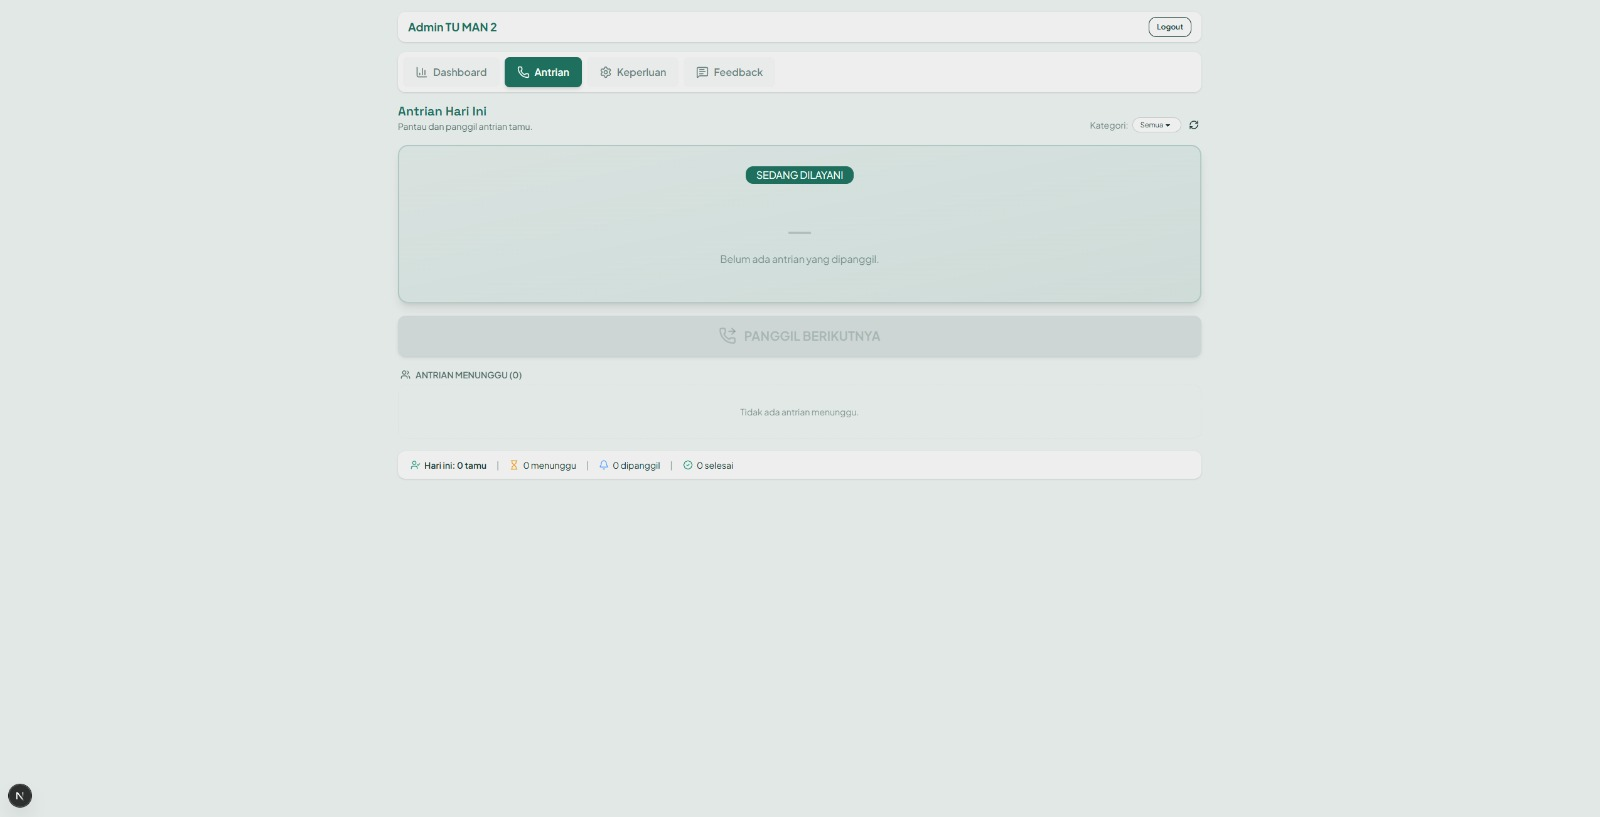 Admin TU MAN 2
Logout
Dashboard
Antrian
Keperluan
Feedback
Antrian Hari Ini
Pantau dan panggil antrian tamu.
Kategori:
Semua
SEDANG DILAYANI
—
Belum ada antrian yang dipanggil.
PANGGIL BERIKUTNYA
ANTRIAN MENUNGGU (0)
Tidak ada antrian menunggu.
Hari ini: 0 tamu | 0 menunggu | 0 dipanggil | 0 selesai
N